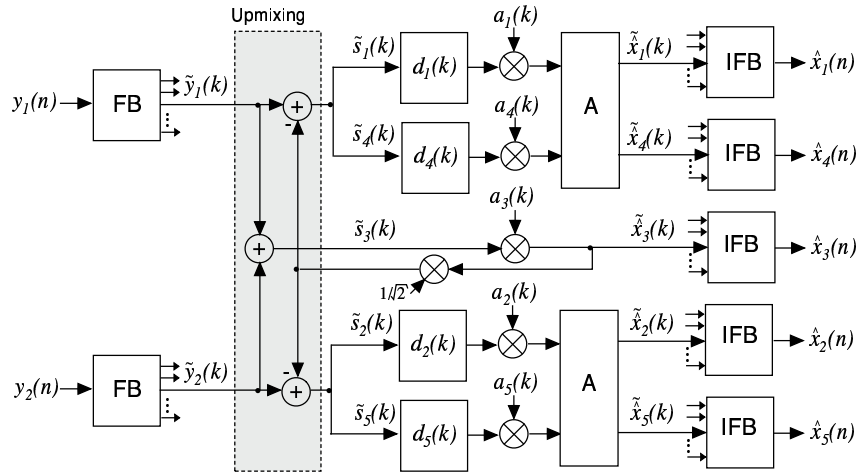 Upmixing
a₁(k)
s̃₁(k) d₁(k) x̃̂₁(k) IFB x̂₁(n)
y₁(n) FB ỹ₁(k) + - A
a₄(k)
s̃₄(k) d₄(k) x̃̂₄(k) IFB x̂₄(n)
a₃(k)
+ s̃₃(k) x̃̂₃(k) IFB x̂₃(n)
1/√2
a₂(k)
s̃₂(k) d₂(k) x̃̂₂(k) IFB x̂₂(n)
y₂(n) FB ỹ₂(k) - + A
a₅(k)
s̃₅(k) d₅(k) x̃̂₅(k) IFB x̂₅(n)